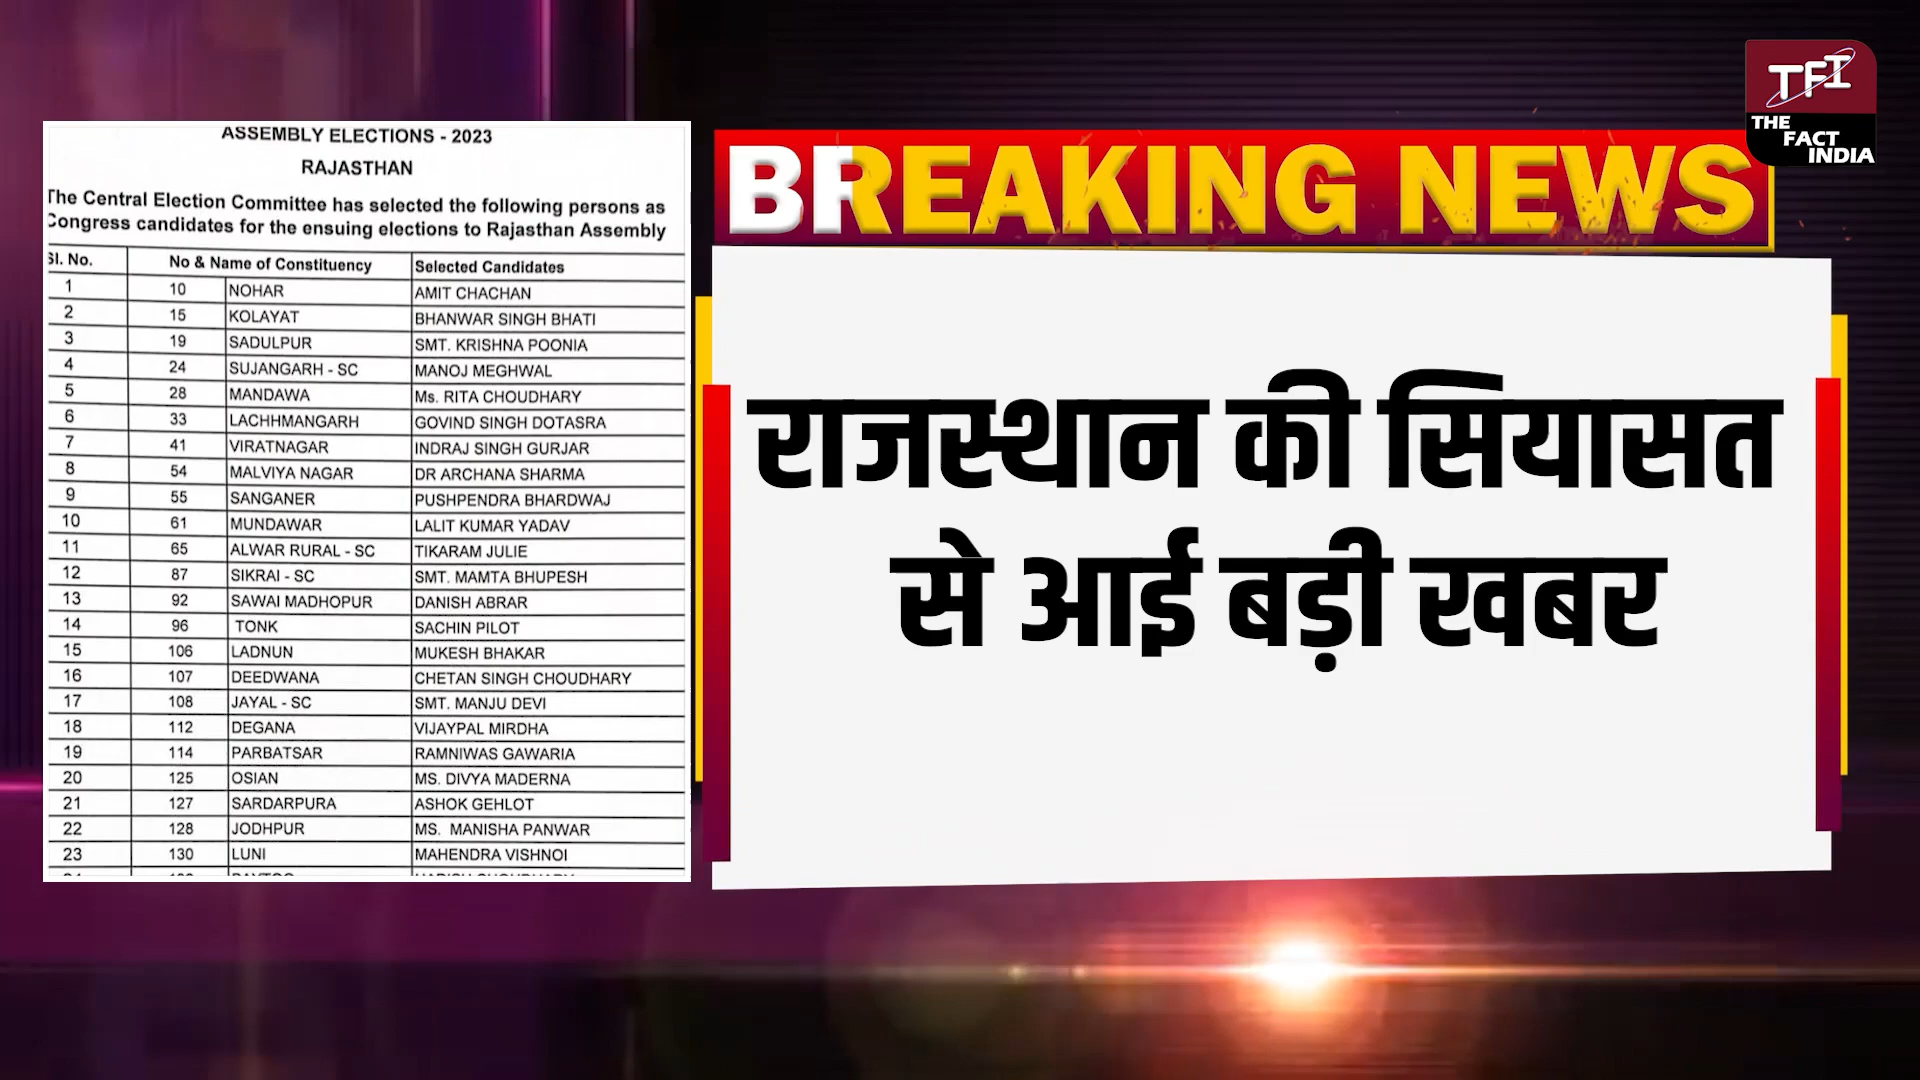 ASSEMBLY ELECTIONS - 2023
RAJASTHAN
The Central Election Committee has selected the following persons as
Congress candidates for the ensuing elections to Rajasthan Assembly
Sl. No. No & Name of Constituency Selected Candidates
1 10 NOHAR AMIT CHACHAN
2 15 KOLAYAT BHANWAR SINGH BHATI
3 19 SADULPUR SMT. KRISHNA POONIA
4 24 SUJANGARH - SC MANOJ MEGHWAL
5 28 MANDAWA Ms. RITA CHOUDHARY
6 33 LACHHMANGARH GOVIND SINGH DOTASRA
7 41 VIRATNAGAR INDRAJ SINGH GURJAR
8 54 MALVIYA NAGAR DR ARCHANA SHARMA
9 55 SANGANER PUSHPENDRA BHARDWAJ
10 61 MUNDAWAR LALIT KUMAR YADAV
11 65 ALWAR RURAL - SC TIKARAM JULIE
12 87 SIKRAI - SC SMT. MAMTA BHUPESH
13 92 SAWAI MADHOPUR DANISH ABRAR
14 96 TONK SACHIN PILOT
15 106 LADNUN MUKESH BHAKAR
16 107 DEEDWANA CHETAN SINGH CHOUDHARY
17 108 JAYAL - SC SMT. MANJU DEVI
18 112 DEGANA VIJAYPAL MIRDHA
19 114 PARBATSAR RAMNIWAS GAWARIA
20 125 OSIAN MS. DIVYA MADERNA
21 127 SARDARPURA ASHOK GEHLOT
22 128 JODHPUR MS. MANISHA PANWAR
23 130 LUNI MAHENDRA VISHNOI
BREAKING NEWS
राजस्थान की सियासत
से आई बड़ी खबर
TFI
THE
FACT
INDIA